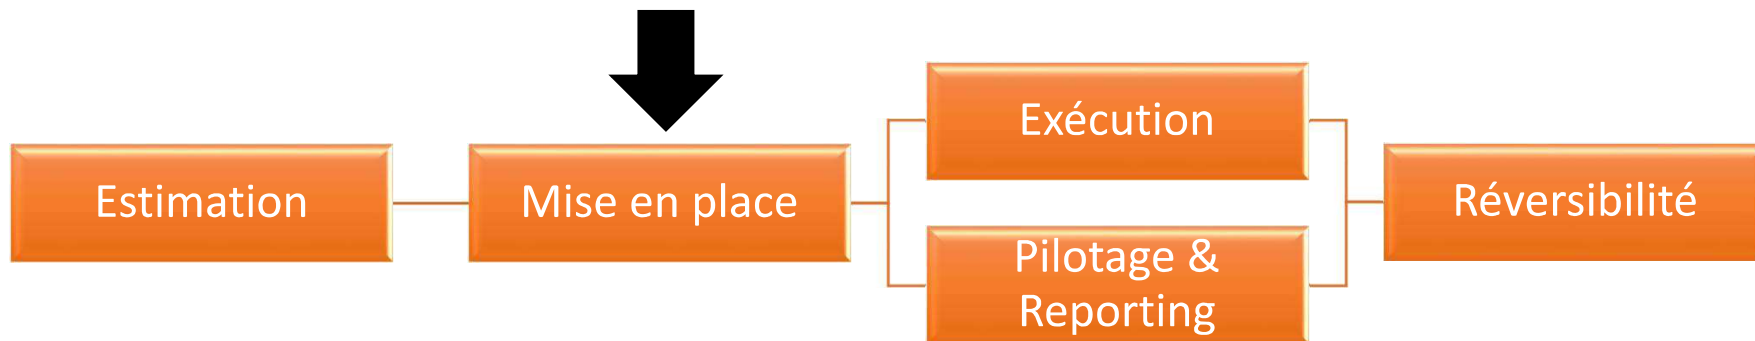 Estimation
Mise en place
Exécution
Pilotage &
Reporting
Réversibilité